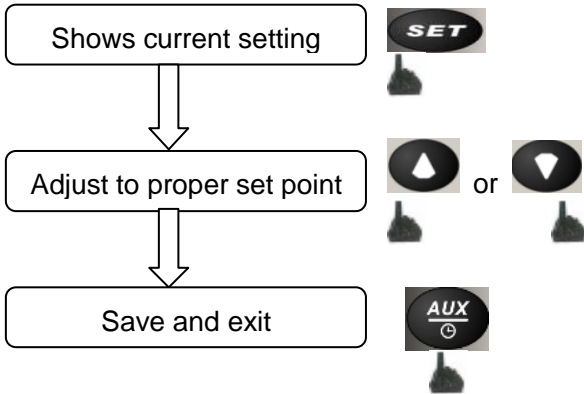 Shows current setting
SET
Adjust to proper set point
or
Save and exit
AUX